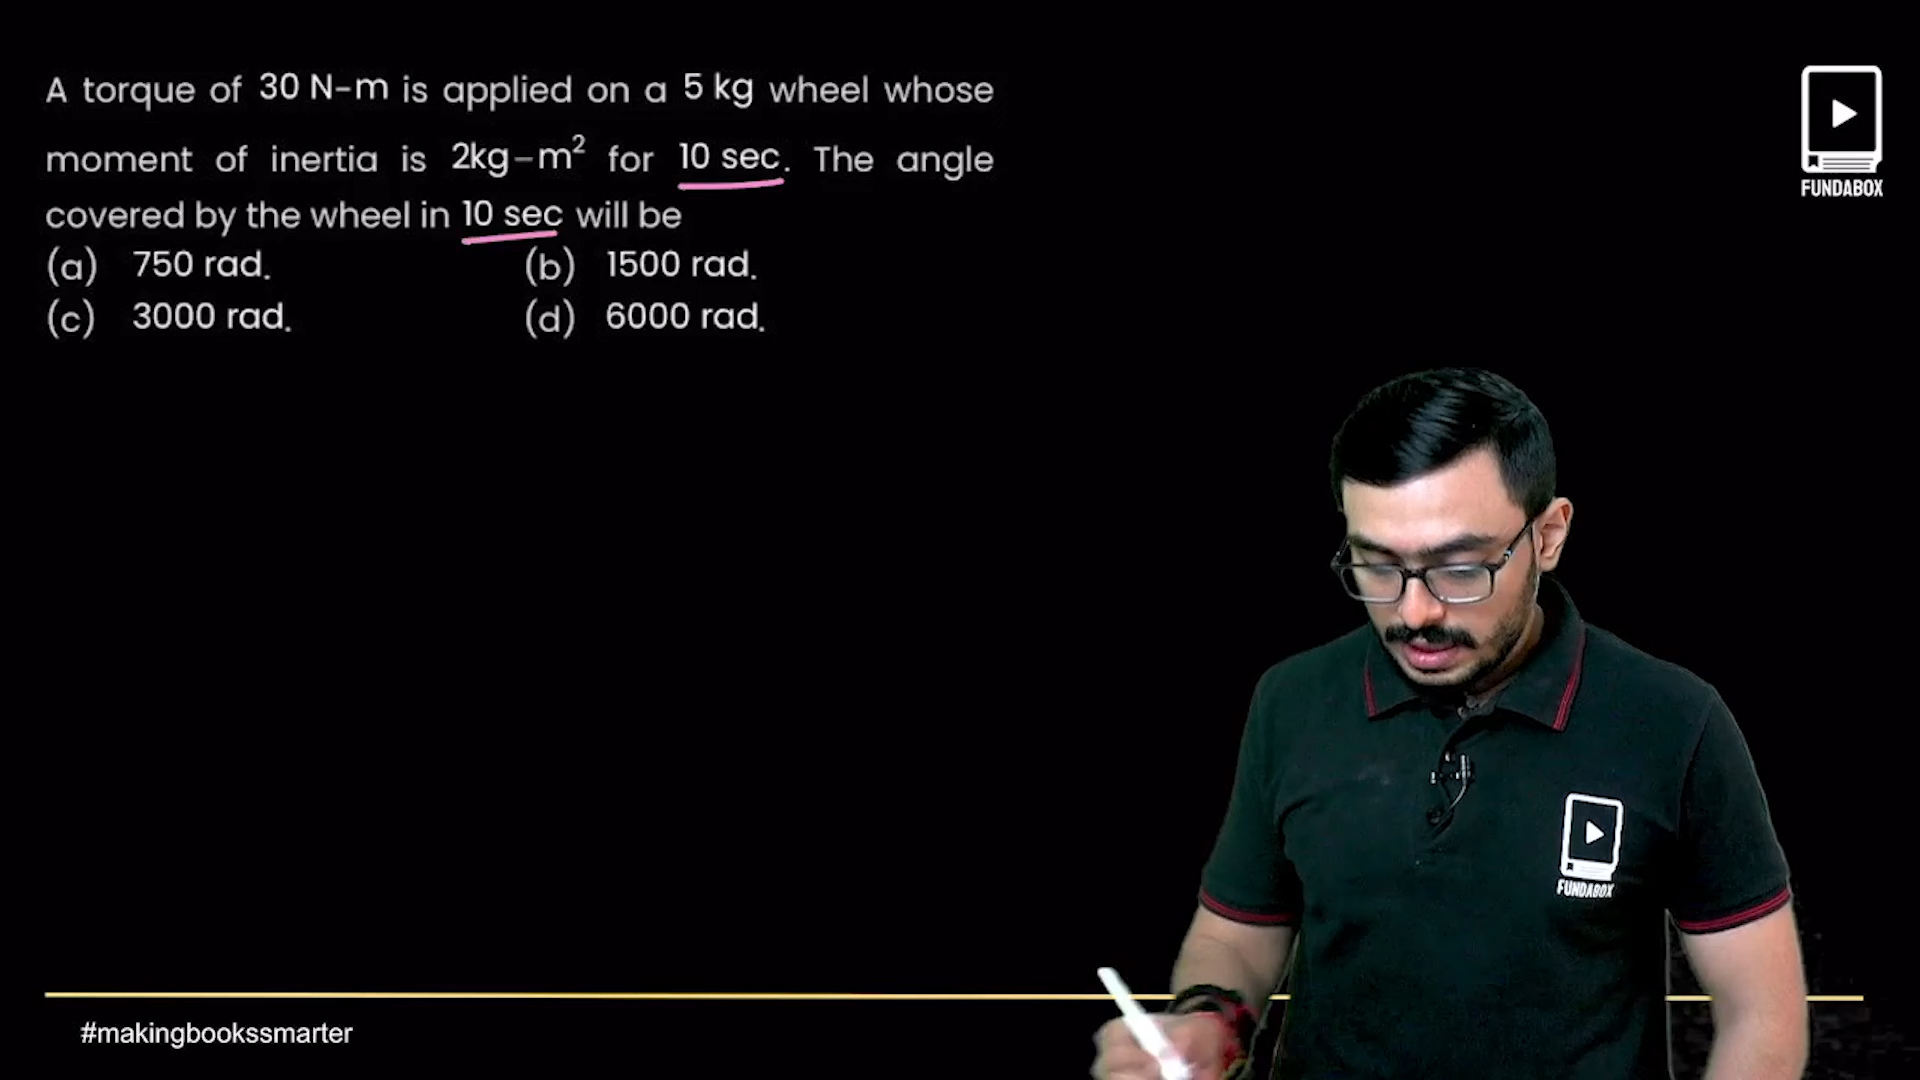 A torque of 30 N-m is applied on a 5 kg wheel whose
moment of inertia is 2kg-m² for 10 sec. The angle
covered by the wheel in 10 sec will be
(a) 750 rad. (b) 1500 rad.
(c) 3000 rad. (d) 6000 rad.
FUNDABOX
FUNDABOX
#makingbookssmarter